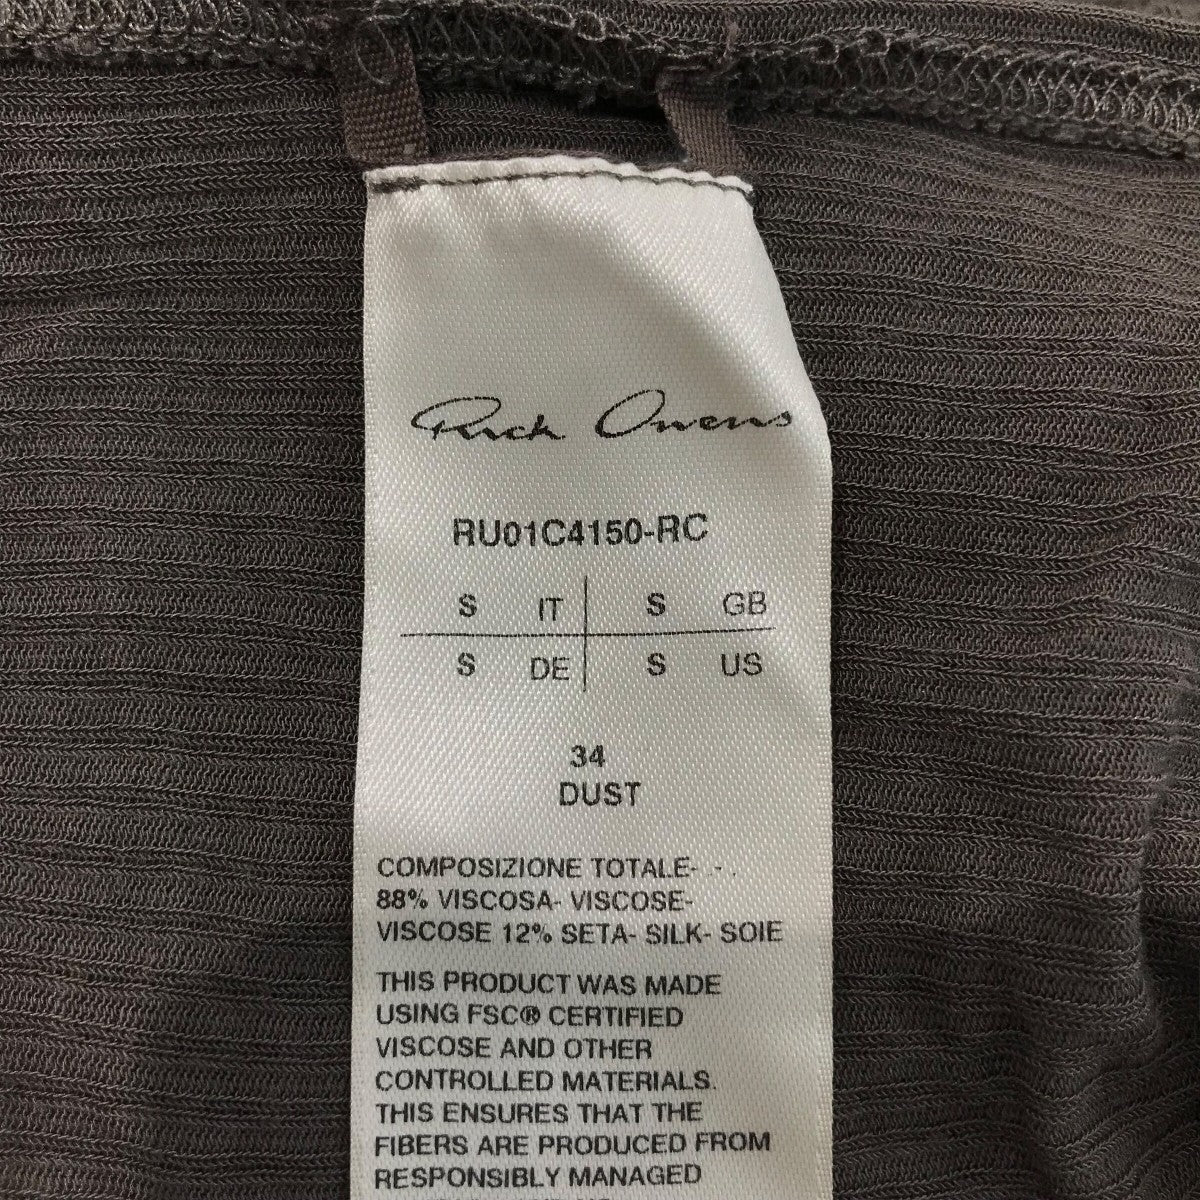 Rick Owens
RU01C4150-RC
S IT S GB
S DE S US
34
DUST
COMPOSIZIONE TOTALE-
88% VISCOSA- VISCOSE-
VISCOSE 12% SETA- SILK- SOIE
THIS PRODUCT WAS MADE
USING FSC® CERTIFIED
VISCOSE AND OTHER
CONTROLLED MATERIALS.
THIS ENSURES THAT THE
FIBERS ARE PRODUCED FROM
RESPONSIBLY MANAGED